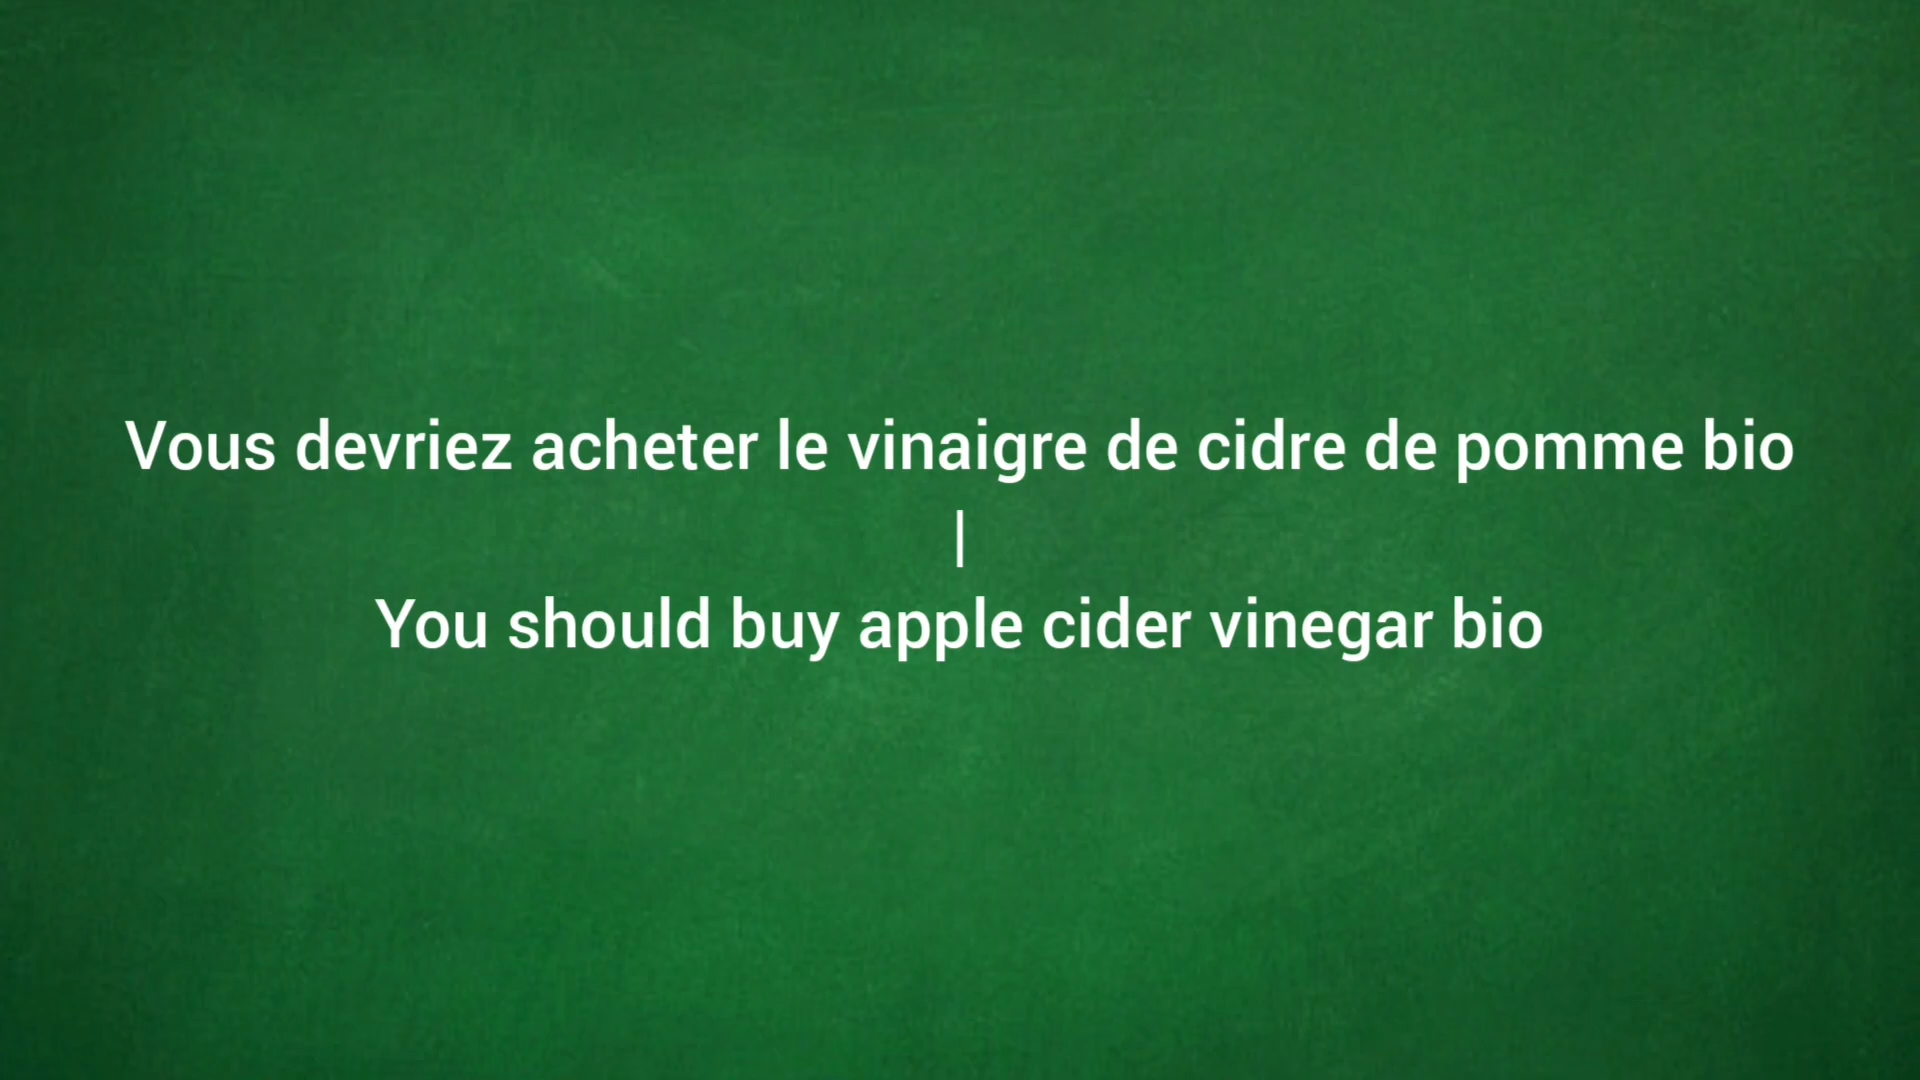 Vous devriez acheter le vinaigre de cidre de pomme bio
|
You should buy apple cider vinegar bio